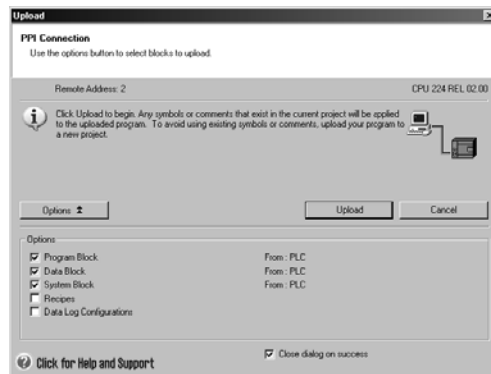 Upload
PPI Connection
Use the options button to select blocks to upload.
Remote Address: 2 CPU 224 REL 02.00
Click Upload to begin. Any symbols or comments that exist in the current project will be applied
to the uploaded program. To avoid using existing symbols or comments, upload your program to
a new project.
Options Upload Cancel
Options
Program Block From : PLC
Data Block From : PLC
System Block From : PLC
Recipes
Data Log Configurations
Click for Help and Support Close dialog on success